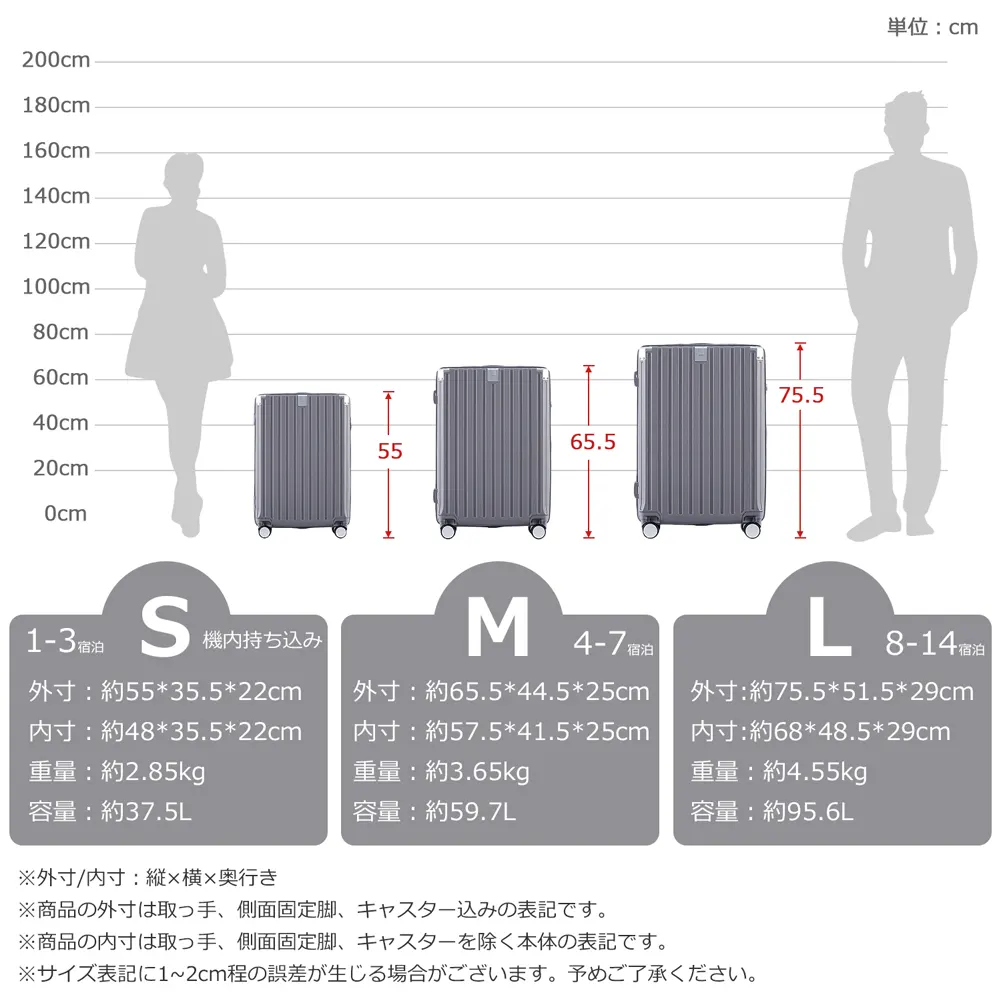 単位：cm
200cm
180cm
160cm
140cm
120cm
100cm
80cm
60cm
40cm
20cm
0cm
55
65.5
75.5
1-3宿泊 S 機内持ち込み
外寸：約55*35.5*22cm
内寸：約48*35.5*22cm
重量：約2.85kg
容量：約37.5L
M 4-7宿泊
外寸：約65.5*44.5*25cm
内寸：約57.5*41.5*25cm
重量：約3.65kg
容量：約59.7L
L 8-14宿泊
外寸:約75.5*51.5*29cm
内寸:約68*48.5*29cm
重量：約4.55kg
容量：約95.6L
※外寸/内寸：縦×横×奥行き
※商品の外寸は取っ手、側面固定脚、キャスター込みの表記です。
※商品の内寸は取っ手、側面固定脚、キャスターを除く本体の表記です。
※サイズ表記に1~2cm程の誤差が生じる場合がございます。予めご了承ください。